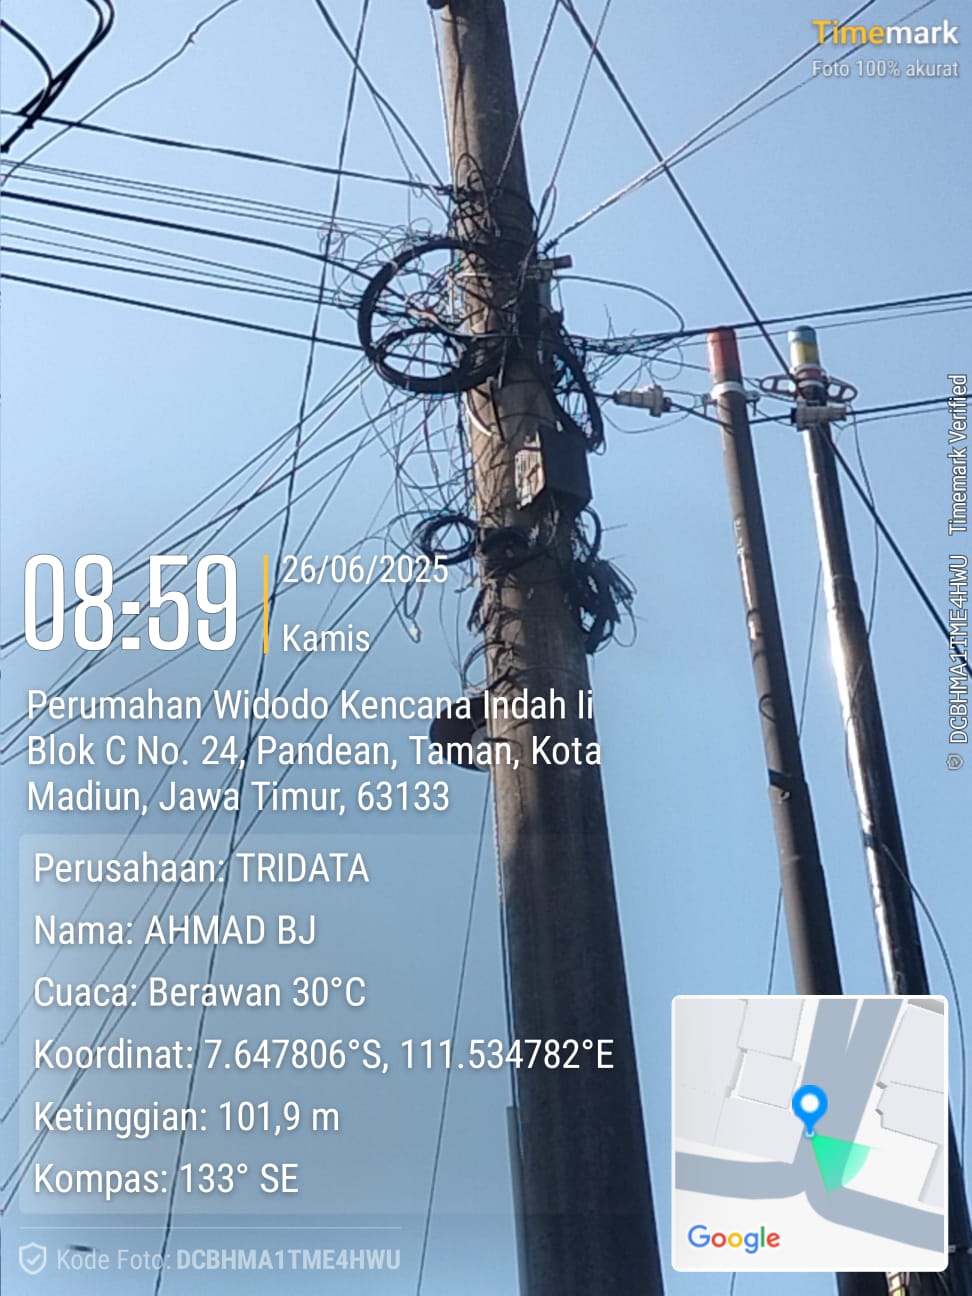 Timemark
Foto 100% akurat
08:59
26/06/2025
Kamis
Perumahan Widodo Kencana Indah Ii
Blok C No. 24, Pandean, Taman, Kota
Madiun, Jawa Timur, 63133
Perusahaan: TRIDATA
Nama: AHMAD BJ
Cuaca: Berawan 30°C
Koordinat: 7.647806°S, 111.534782°E
Ketinggian: 101,9 m
Kompas: 133° SE
Kode Foto: DCBHMA1TME4HWU
Google
© DCBHMA1TME4HWU Timemark Verified